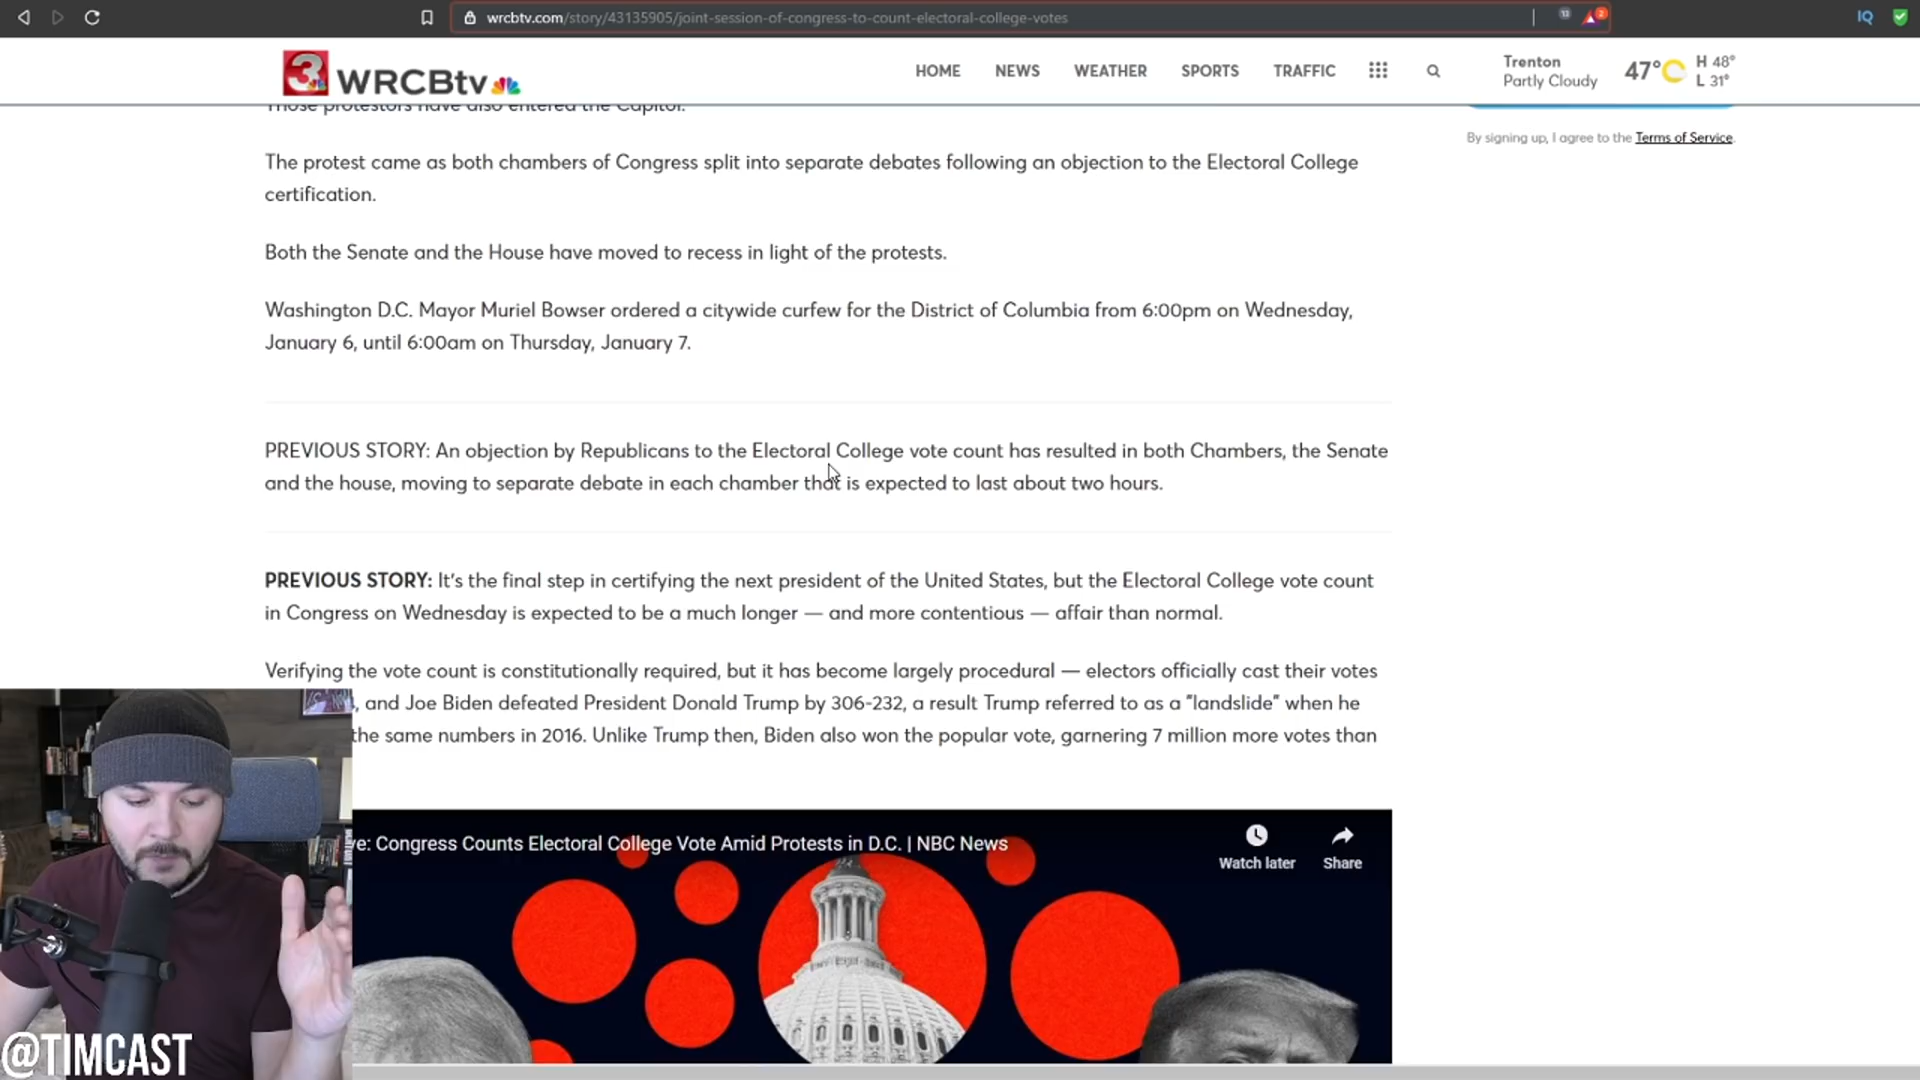 wrcbtv.com/story/43135905/joint-session-of-congress-to-count-electoral-college-votes
12
2
IQ
3 WRCBtv
HOME NEWS WEATHER SPORTS TRAFFIC
Trenton
Partly Cloudy
47°
H 48°
L 31°
Those protestors have also entered the Capitol.
By signing up, I agree to the Terms of Service.
The protest came as both chambers of Congress split into separate debates following an objection to the Electoral College
certification.
Both the Senate and the House have moved to recess in light of the protests.
Washington D.C. Mayor Muriel Bowser ordered a citywide curfew for the District of Columbia from 6:00pm on Wednesday,
January 6, until 6:00am on Thursday, January 7.
PREVIOUS STORY: An objection by Republicans to the Electoral College vote count has resulted in both Chambers, the Senate
and the house, moving to separate debate in each chamber that is expected to last about two hours.
PREVIOUS STORY: It's the final step in certifying the next president of the United States, but the Electoral College vote count
in Congress on Wednesday is expected to be a much longer — and more contentious — affair than normal.
Verifying the vote count is constitutionally required, but it has become largely procedural — electors officially cast their votes
, and Joe Biden defeated President Donald Trump by 306-232, a result Trump referred to as a "landslide" when he
the same numbers in 2016. Unlike Trump then, Biden also won the popular vote, garnering 7 million more votes than
ve: Congress Counts Electoral College Vote Amid Protests in D.C. | NBC News
Watch later
Share
@TIMCAST